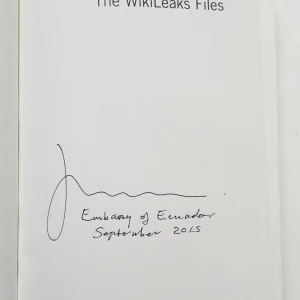 The WikiLeaks Files
Embassy of Ecuador
September 2015